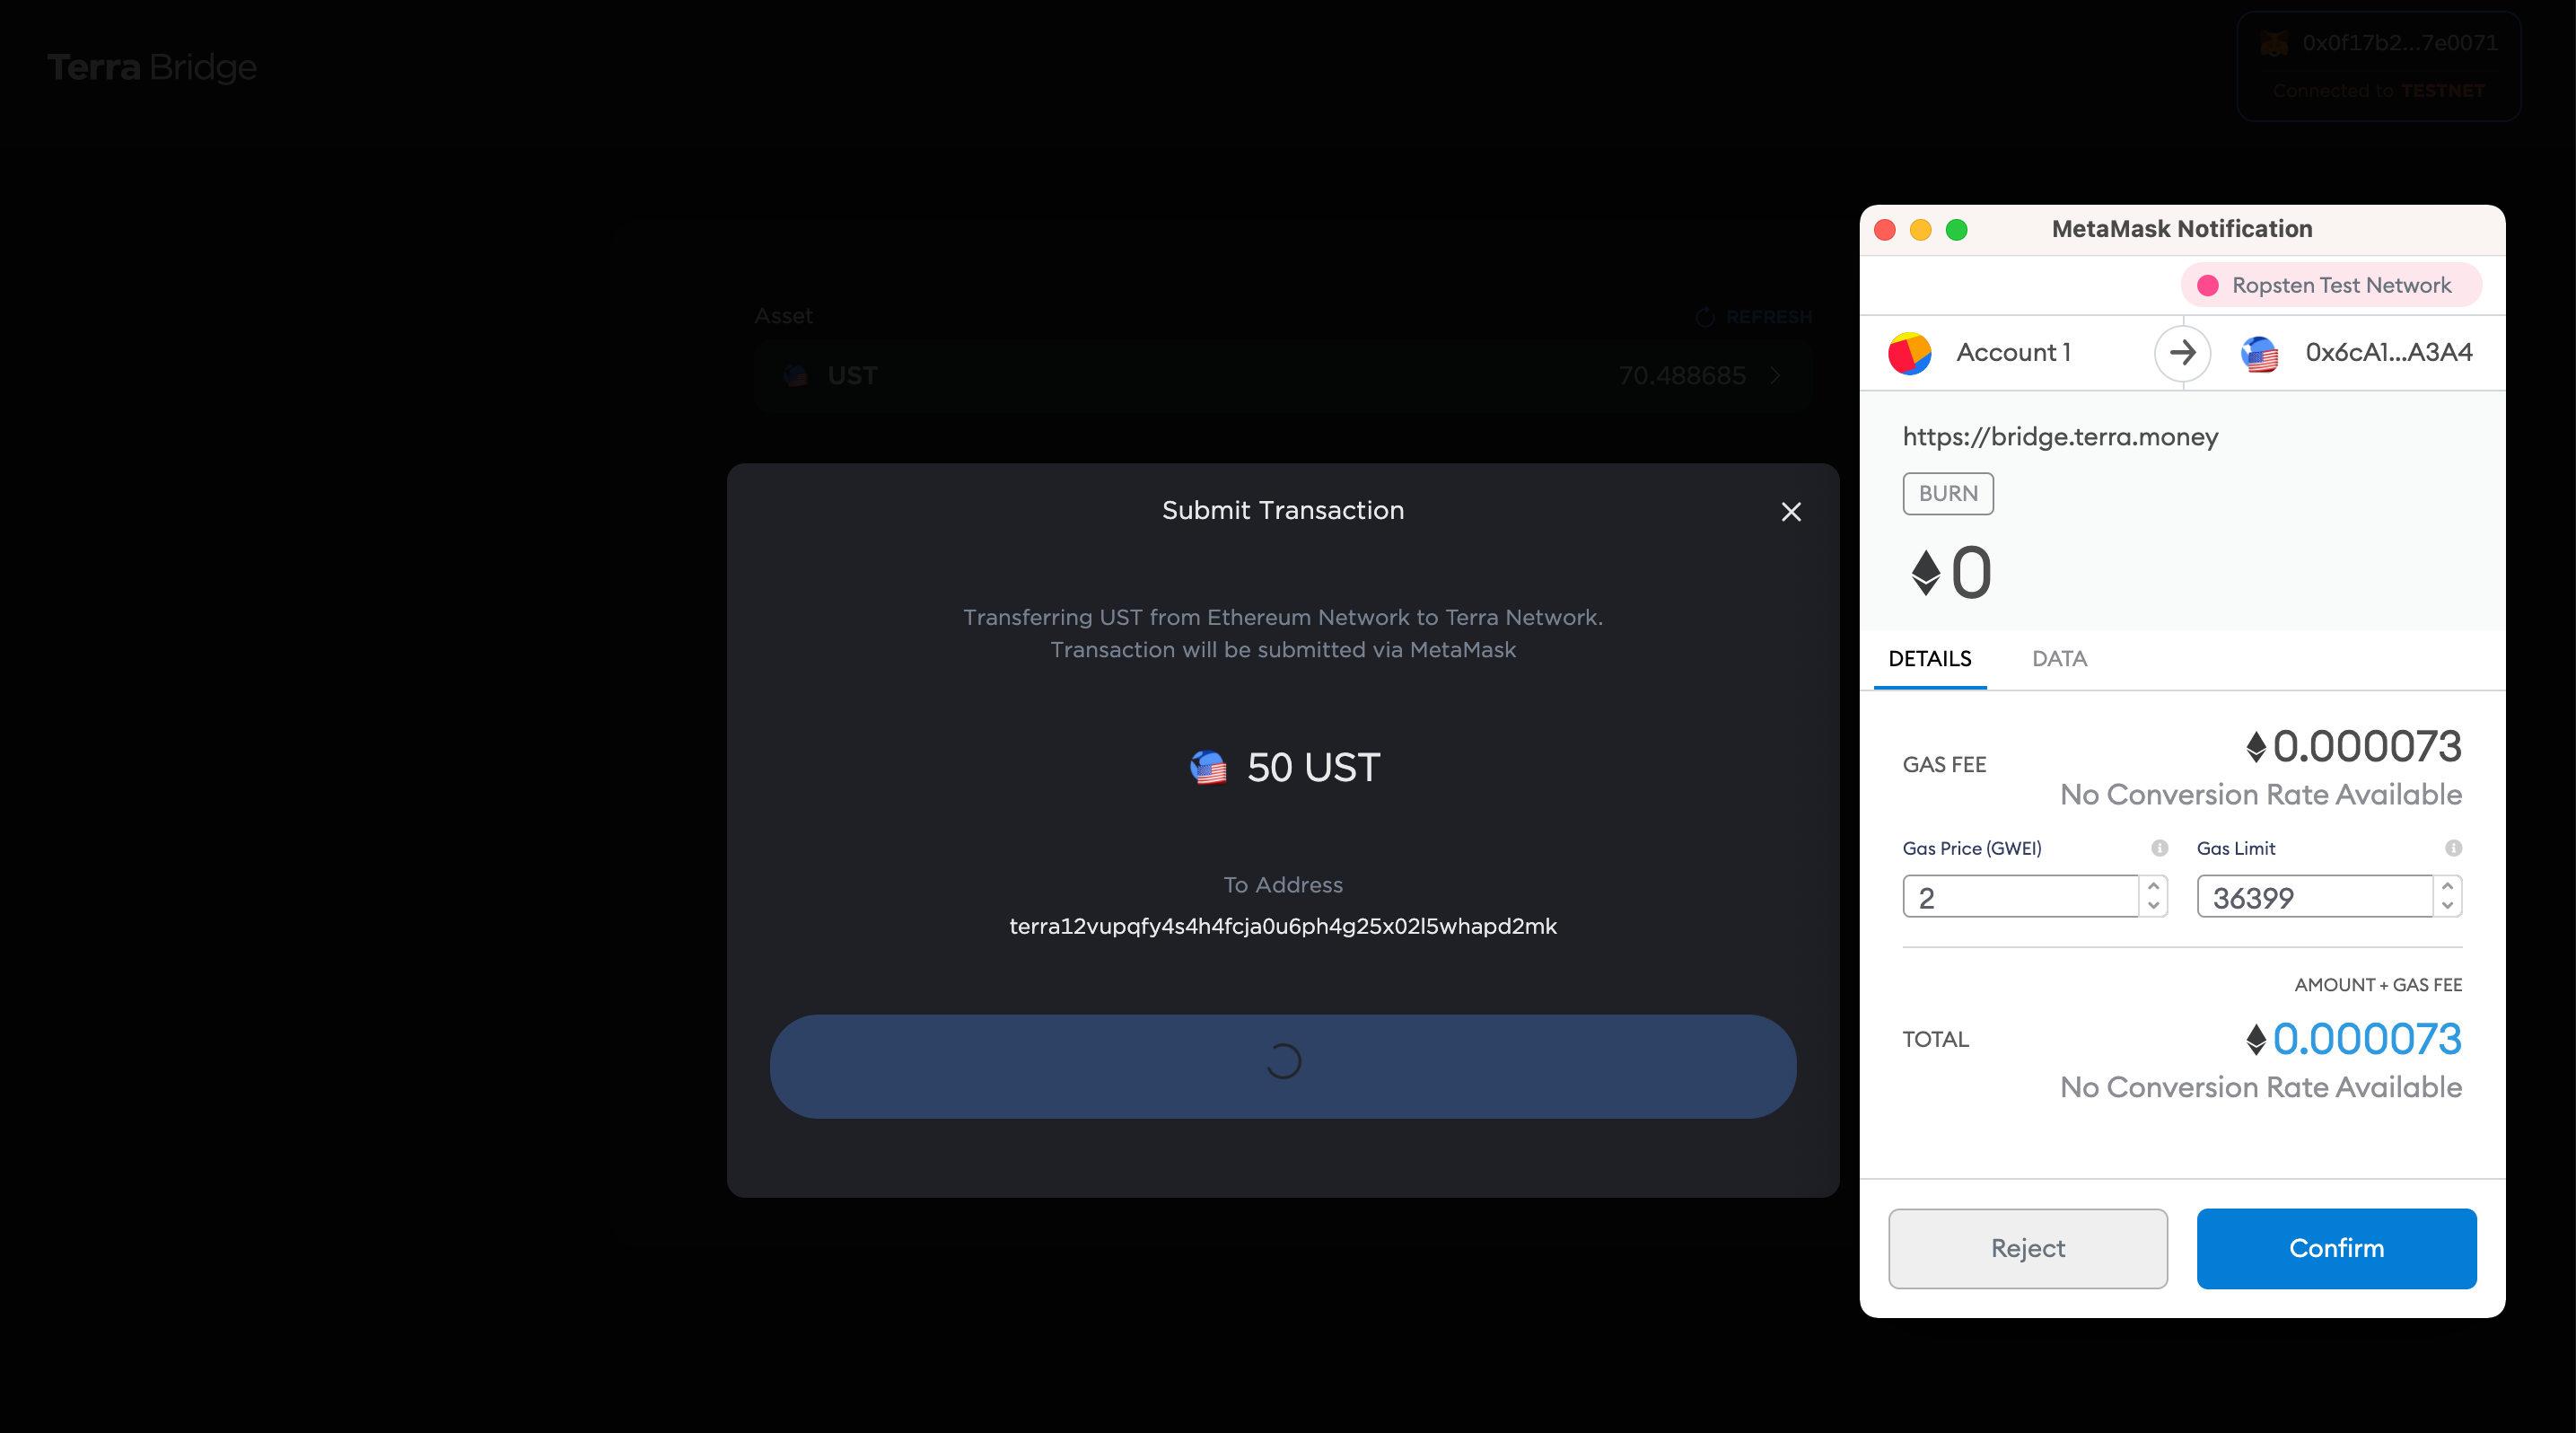 Terra Bridge
0x0f17b2...7e0071
Connected to TESTNET
Asset
REFRESH
UST
70.488685
Submit Transaction
Transferring UST from Ethereum Network to Terra Network.
Transaction will be submitted via MetaMask
50 UST
To Address
terra12vupqfy4s4h4fcja0u6ph4g25x02l5whapd2mk
MetaMask Notification
Ropsten Test Network
Account 1
0x6cA1...A3A4
https://bridge.terra.money
BURN
0
DETAILS
DATA
GAS FEE
0.000073
No Conversion Rate Available
Gas Price (GWEI)
Gas Limit
2
36399
AMOUNT + GAS FEE
TOTAL
0.000073
No Conversion Rate Available
Reject
Confirm